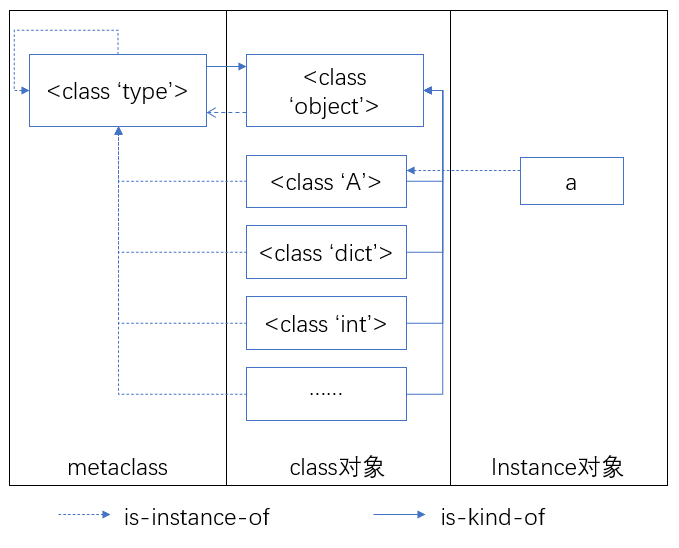 <class ‘type’>
<class
‘object’>
<class ‘A’>
a
<class ‘dict’>
<class ‘int’>
……
metaclass
class对象
Instance对象
is-instance-of
is-kind-of